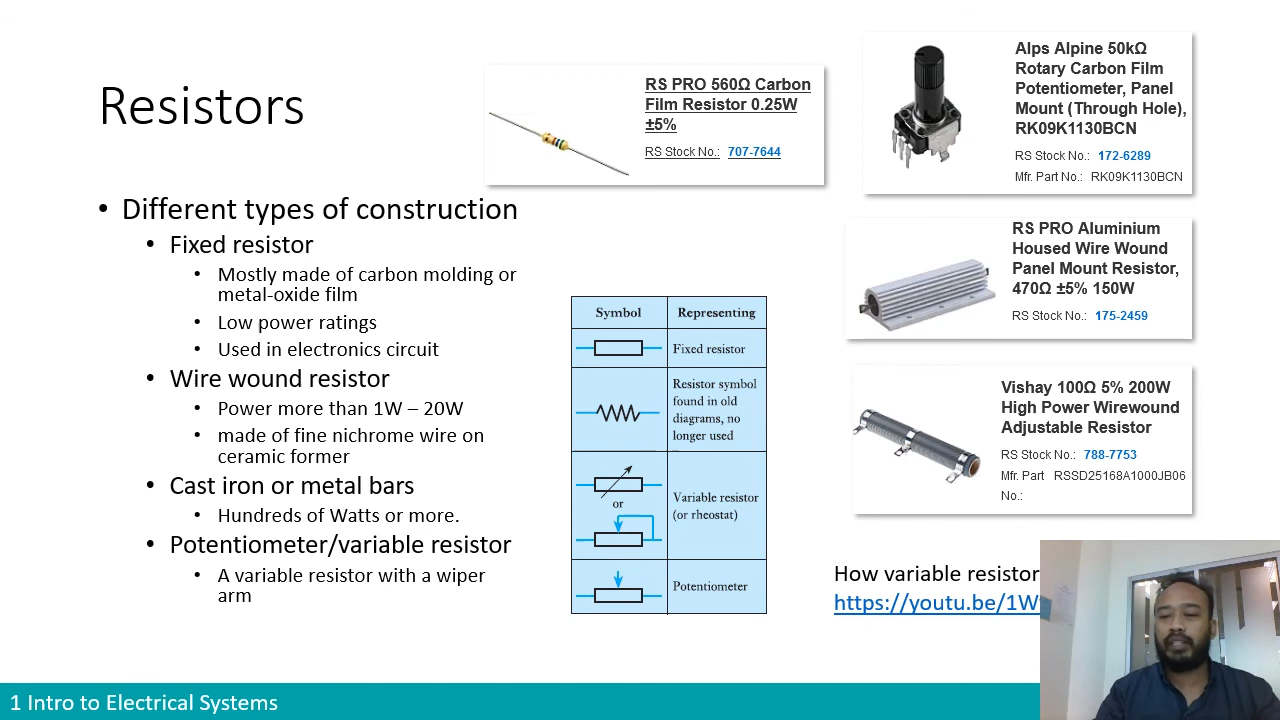 Resistors
• Different types of construction
• Fixed resistor
• Mostly made of carbon molding or
metal-oxide film
• Low power ratings
• Used in electronics circuit
• Wire wound resistor
• Power more than 1W – 20W
• made of fine nichrome wire on
ceramic former
• Cast iron or metal bars
• Hundreds of Watts or more.
• Potentiometer/variable resistor
• A variable resistor with a wiper
arm
RS PRO 560Ω Carbon
Film Resistor 0.25W
±5%
RS Stock No.: 707-7644
Alps Alpine 50kΩ
Rotary Carbon Film
Potentiometer, Panel
Mount (Through Hole),
RK09K1130BCN
RS Stock No.: 172-6289
Mfr. Part No.: RK09K1130BCN
RS PRO Aluminium
Housed Wire Wound
Panel Mount Resistor,
470Ω ±5% 150W
RS Stock No.: 175-2459
Vishay 100Ω 5% 200W
High Power Wirewound
Adjustable Resistor
RS Stock No.: 788-7753
Mfr. Part RSSD25168A1000JB06
No.:
Symbol Representing
Fixed resistor
Resistor symbol
found in old
diagrams, no
longer used
or
Variable resistor
(or rheostat)
Potentiometer
How variable resistor
https://youtu.be/1W
1 Intro to Electrical Systems